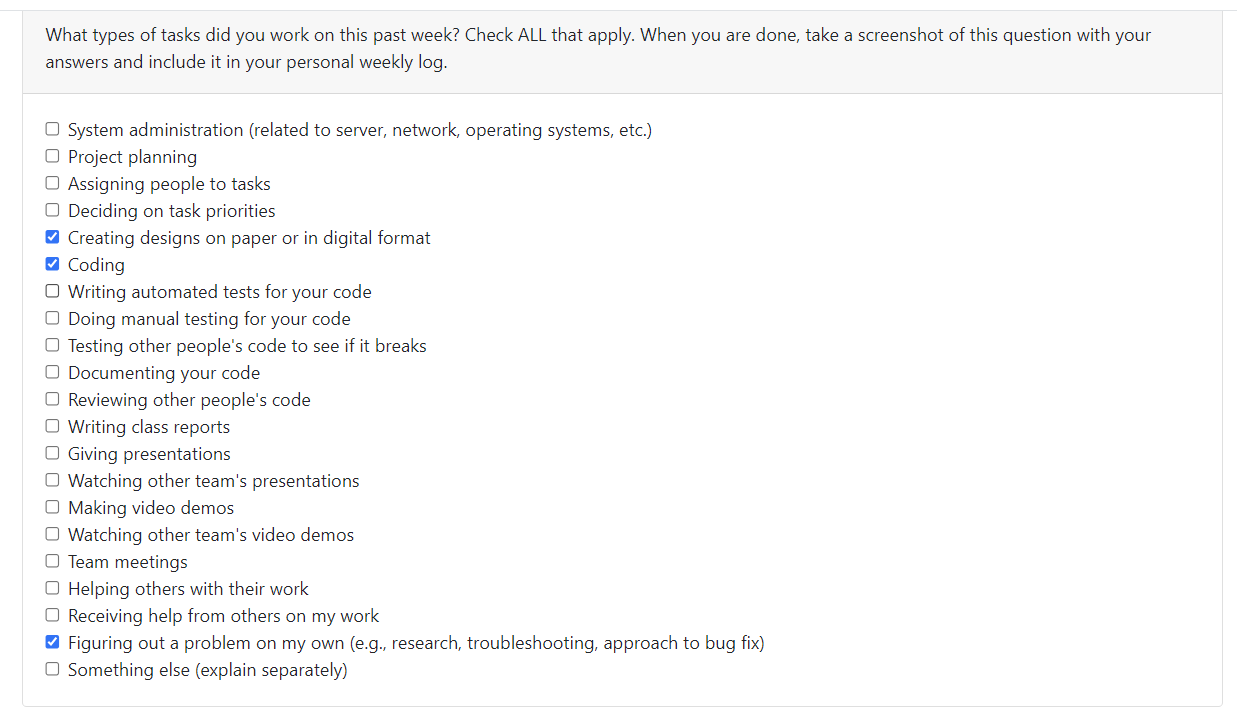 What types of tasks did you work on this past week? Check ALL that apply. When you are done, take a screenshot of this question with your
answers and include it in your personal weekly log.
System administration (related to server, network, operating systems, etc.)
Project planning
Assigning people to tasks
Deciding on task priorities
Creating designs on paper or in digital format
Coding
Writing automated tests for your code
Doing manual testing for your code
Testing other people's code to see if it breaks
Documenting your code
Reviewing other people's code
Writing class reports
Giving presentations
Watching other team's presentations
Making video demos
Watching other team's video demos
Team meetings
Helping others with their work
Receiving help from others on my work
Figuring out a problem on my own (e.g., research, troubleshooting, approach to bug fix)
Something else (explain separately)